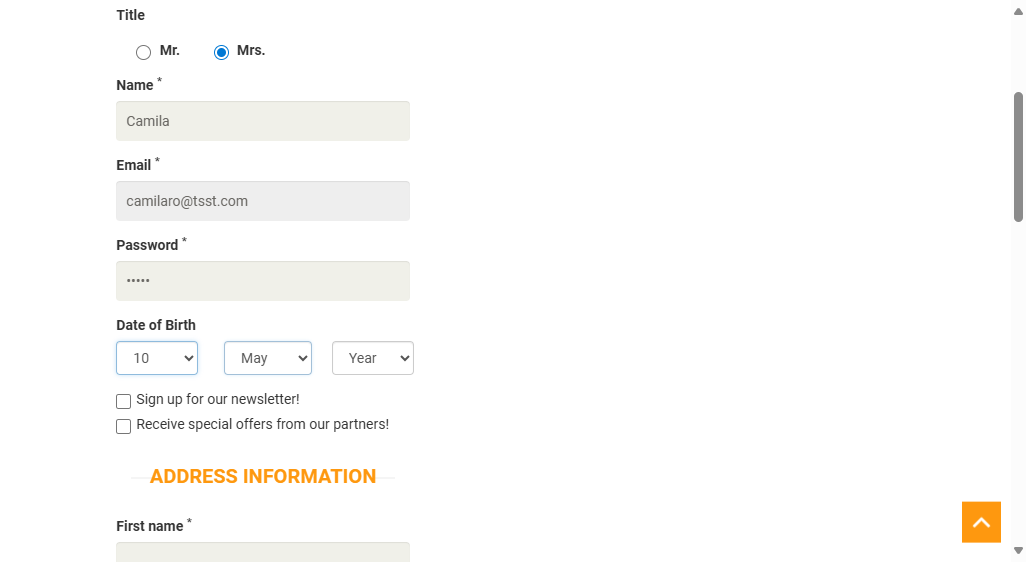 Title
Mr. Mrs.
Name *
Camila
Email *
camilaro@tsst.com
Password *
•••••
Date of Birth
10 May Year
Sign up for our newsletter!
Receive special offers from our partners!
ADDRESS INFORMATION
First name *